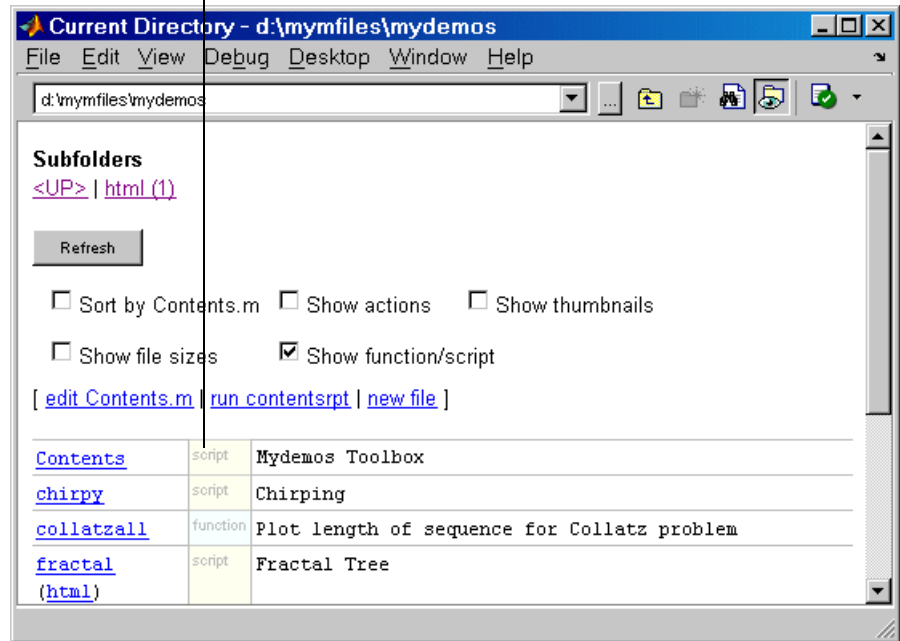 Current Directory - d:\mymfiles\mydemos
File Edit View Debug Desktop Window Help
d:\mymfiles\mydemos ...
Subfolders
<UP> | html (1)
Refresh
Sort by Contents.m Show actions Show thumbnails
Show file sizes Show function/script
[ edit Contents.m | run contentsrpt | new file ]
Contents script Mydemos Toolbox
chirpy script Chirping
collatzall function Plot length of sequence for Collatz problem
fractal script Fractal Tree
(html)